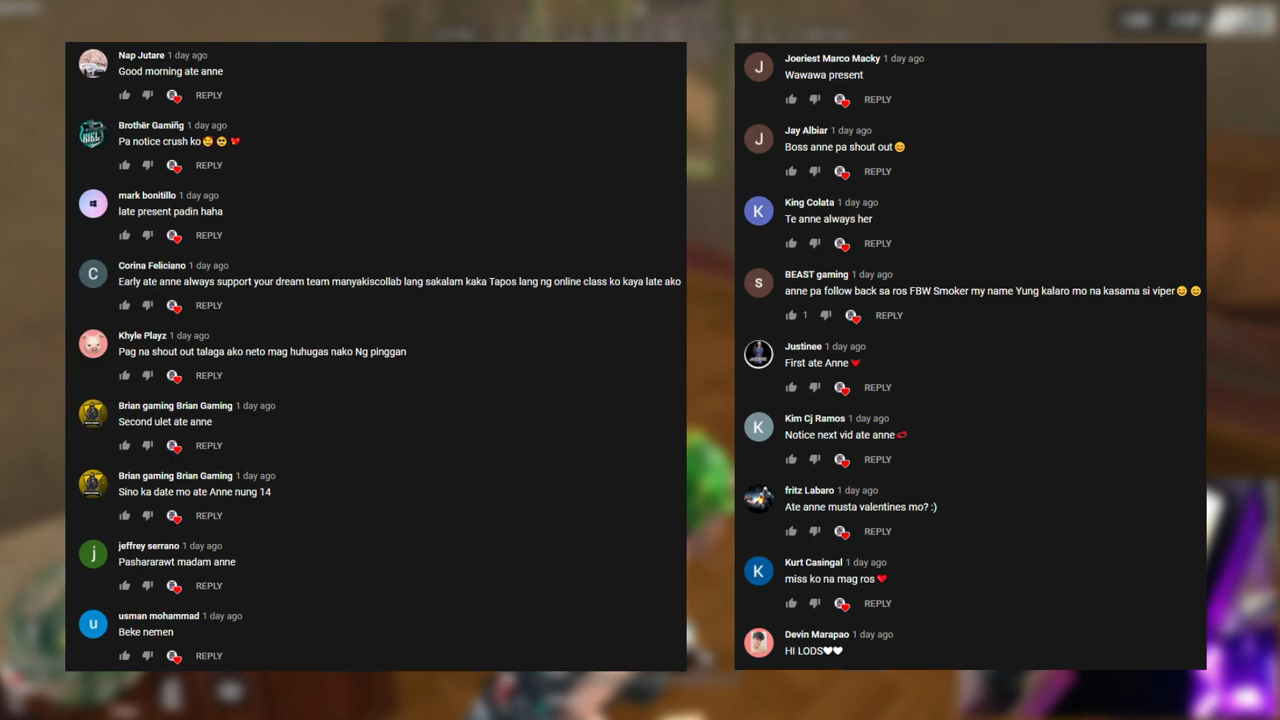 Nap Jutare 1 day ago
Good morning ate anne
REPLY
Brothër Gamiñg 1 day ago
Pa notice crush ko🥰🥺💖
REPLY
mark bonitillo 1 day ago
late present padin haha
REPLY
C
Corina Feliciano 1 day ago
Early ate anne always support your dream team manyakiscollab lang sakalam kaka Tapos lang ng online class ko kaya late ako
REPLY
Khyle Playz 1 day ago
Pag na shout out talaga ako neto mag huhugas nako Ng pinggan
REPLY
Brian gaming Brian Gaming 1 day ago
Second ulet ate anne
REPLY
Brian gaming Brian Gaming 1 day ago
Sino ka date mo ate Anne nung 14
REPLY
j
jeffrey serrano 1 day ago
Pashararawt madam anne
REPLY
u
usman mohammad 1 day ago
Beke nemen
REPLY
J
Joeriest Marco Macky 1 day ago
Wawawa present
REPLY
J
Jay Albiar 1 day ago
Boss anne pa shout out😊
REPLY
K
King Colata 1 day ago
Te anne always her
REPLY
s
BEAST gaming 1 day ago
anne pa follow back sa ros FBW Smoker my name Yung kalaro mo na kasama si viper😊😊
1 REPLY
Justinee 1 day ago
First ate Anne
REPLY
K
Kim Cj Ramos 1 day ago
Notice next vid ate anne
REPLY
fritz Labaro 1 day ago
Ate anne musta valentines mo? :)
REPLY
K
Kurt Casingal 1 day ago
miss ko na mag ros❤
REPLY
Devin Marapao 1 day ago
HI LODS🤍🤍